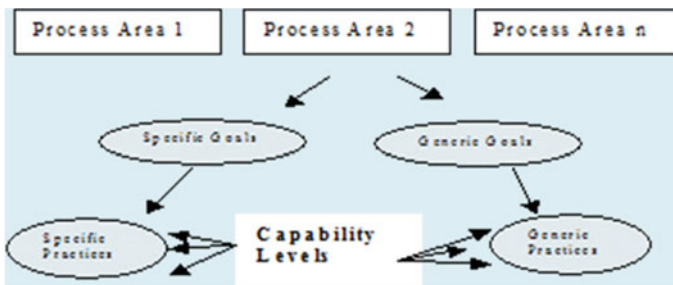 Process Area 1
Process Area 2
Process Area n
Specific Goals
Generic Goals
Specific
Practices
Capability
Levels
Generic
Practices